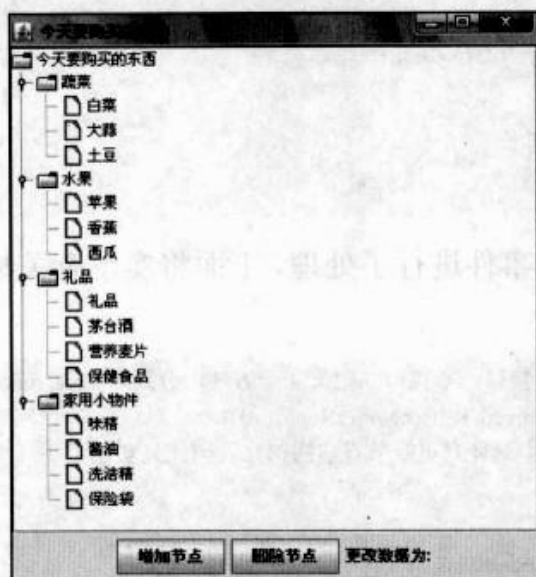 今天要购买的东西
蔬菜
白菜
大蒜
土豆
水果
苹果
香蕉
西瓜
礼品
礼品
茅台酒
营养麦片
保健食品
家用小物件
味精
酱油
洗洁精
保险袋
增加节点 删除节点 更改数据为: